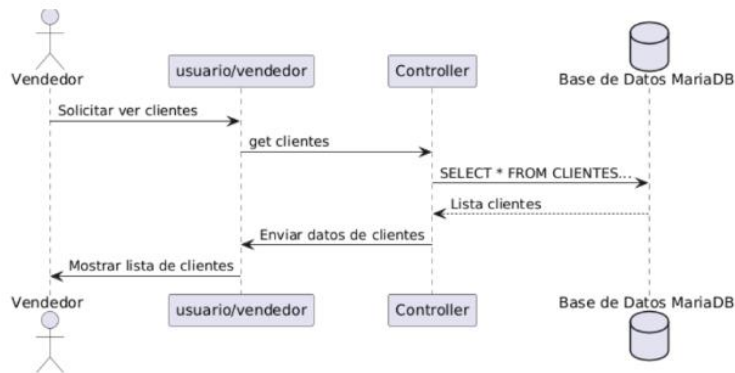 Vendedor
usuario/vendedor
Controller
Base de Datos MariaDB
Solicitar ver clientes
get clientes
SELECT * FROM CLIENTES...
Lista clientes
Enviar datos de clientes
Mostrar lista de clientes
Vendedor
usuario/vendedor
Controller
Base de Datos MariaDB